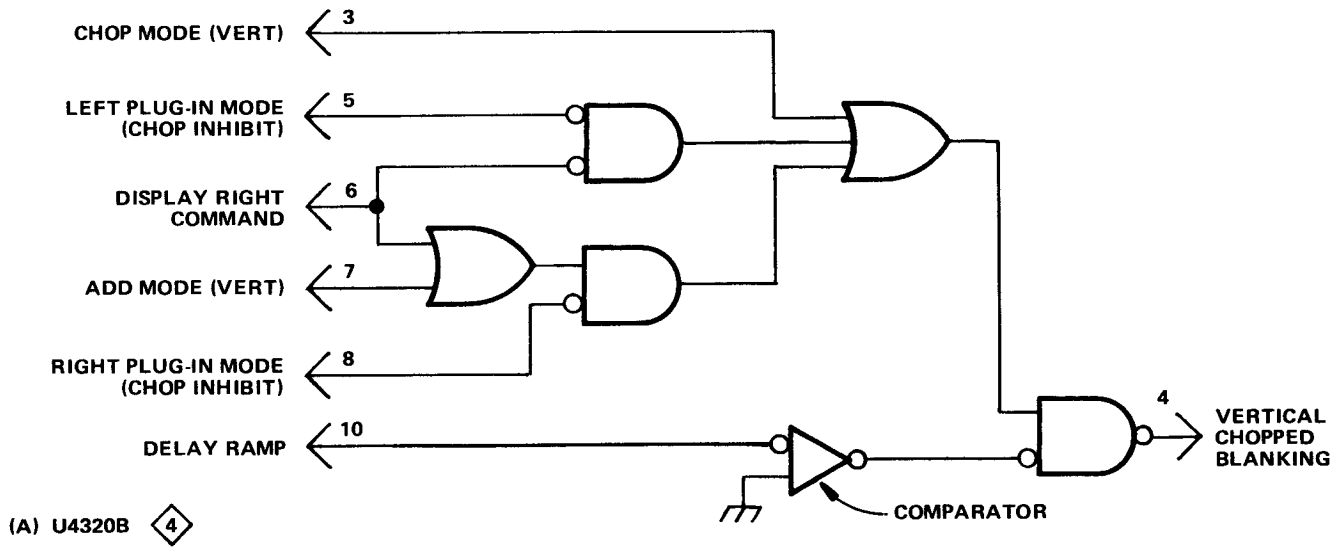 CHOP MODE (VERT)
3
LEFT PLUG-IN MODE
(CHOP INHIBIT)
5
DISPLAY RIGHT
COMMAND
6
ADD MODE (VERT)
7
RIGHT PLUG-IN MODE
(CHOP INHIBIT)
8
DELAY RAMP
10
4
VERTICAL
CHOPPED
BLANKING
COMPARATOR
(A) U4320B
4